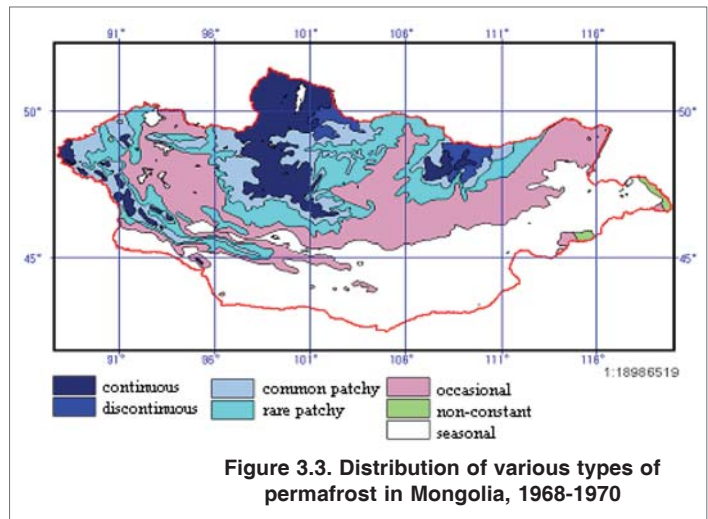 91° 96° 101° 106° 111° 116°
50° 50°
45° 45°
91° 96° 101° 106° 111° 116°
1:18986519
continuous common patchy occasional
discontinuous rare patchy non-constant
seasonal
Figure 3.3. Distribution of various types of
permafrost in Mongolia, 1968-1970